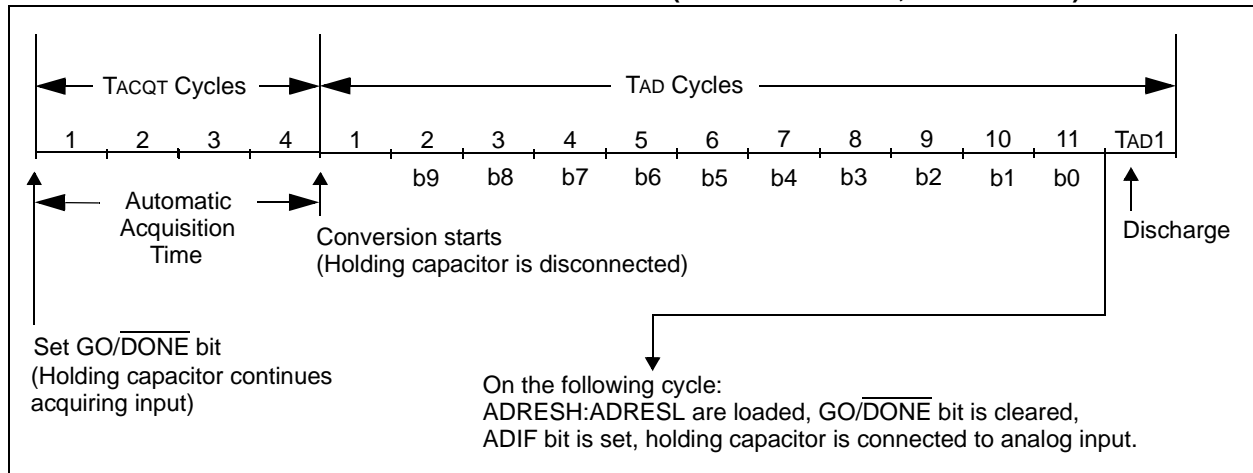 TACQT Cycles
TAD Cycles
1 2 3 4 1 2 3 4 5 6 7 8 9 10 11 TAD1
b9 b8 b7 b6 b5 b4 b3 b2 b1 b0
Automatic
Acquisition
Time
Conversion starts
(Holding capacitor is disconnected)
Discharge
Set GO/DONE bit
(Holding capacitor continues
acquiring input)
On the following cycle:
ADRESH:ADRESL are loaded, GO/DONE bit is cleared,
ADIF bit is set, holding capacitor is connected to analog input.